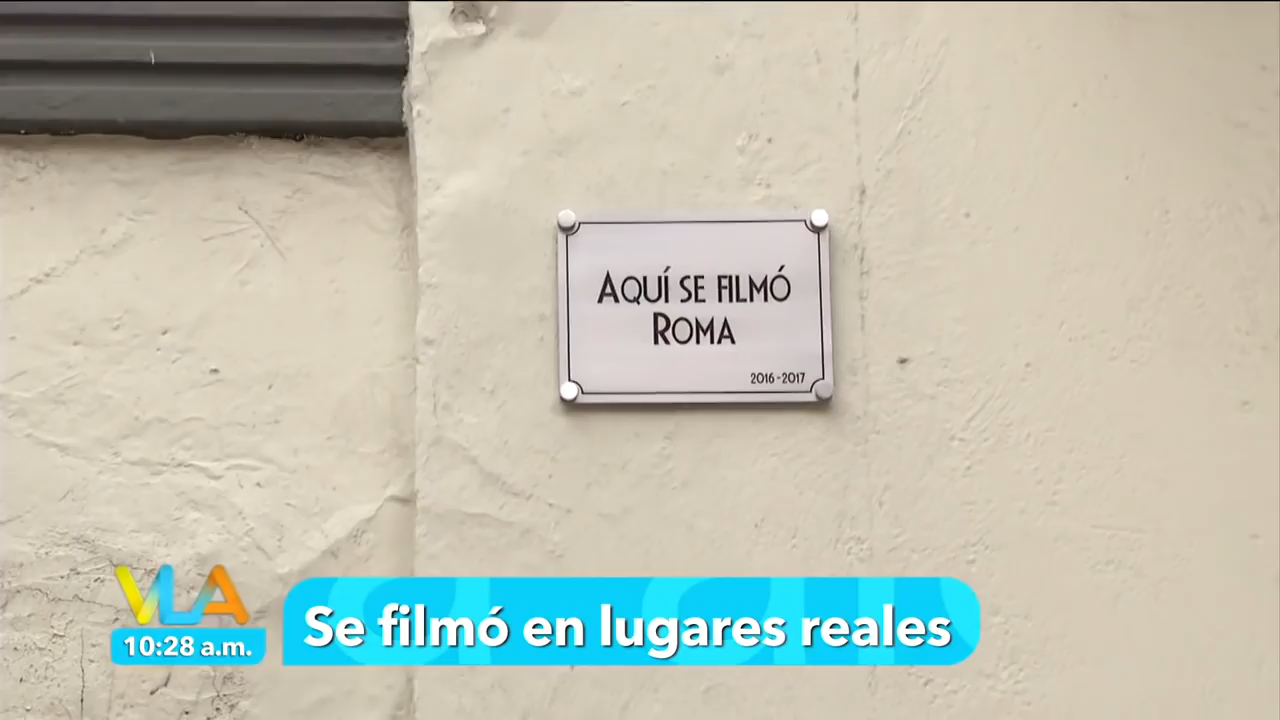 AQUÍ SE FILMÓ
ROMA
2016-2017
VLA
10:28 a.m.
Se filmó en lugares reales